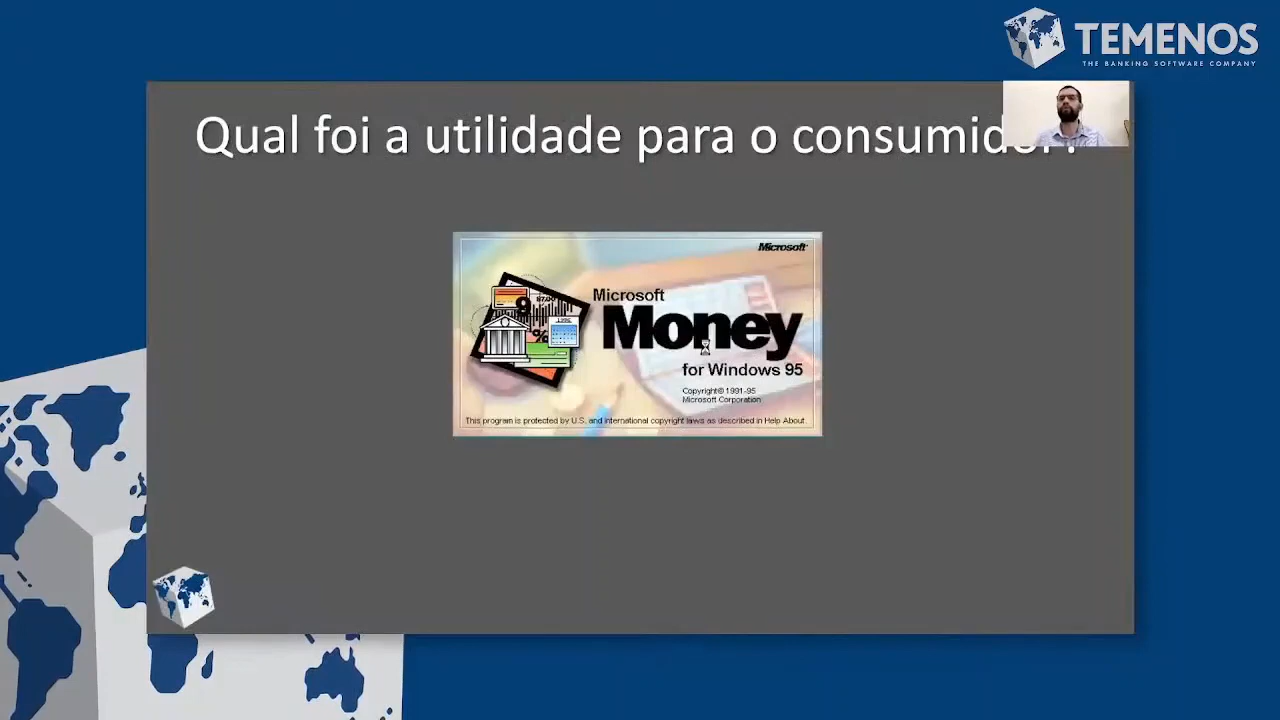 TEMENOS
THE BANKING SOFTWARE COMPANY
Qual foi a utilidade para o
Microsoft
Microsoft
Money
for Windows 95
Copyright© 1991-95
Microsoft Corporation
This program is protected by U.S. and international copyright laws as described in Help About.